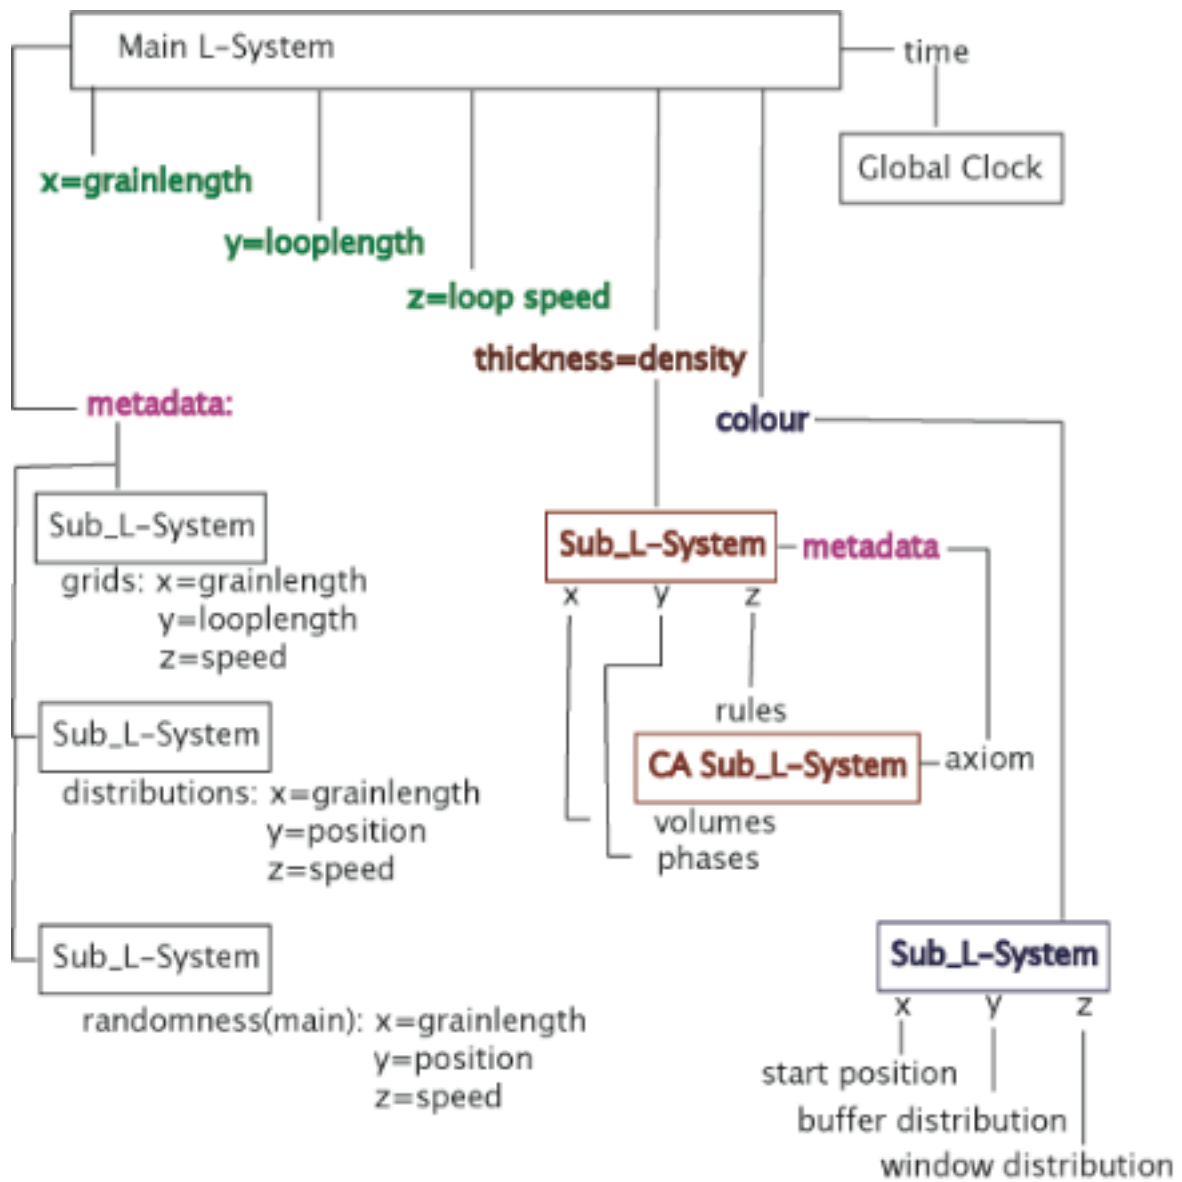 Main L-System
time
Global Clock
x=grainlength
y=looplength
z=loop speed
thickness=density
metadata:
colour
Sub_L-System
grids: x=grainlength
y=looplength
z=speed
Sub_L-System
distributions: x=grainlength
y=position
z=speed
Sub_L-System
randomness(main): x=grainlength
y=position
z=speed
Sub_L-System
metadata
x y z
rules
CA Sub_L-System
axiom
volumes
phases
Sub_L-System
x y z
start position
buffer distribution
window distribution